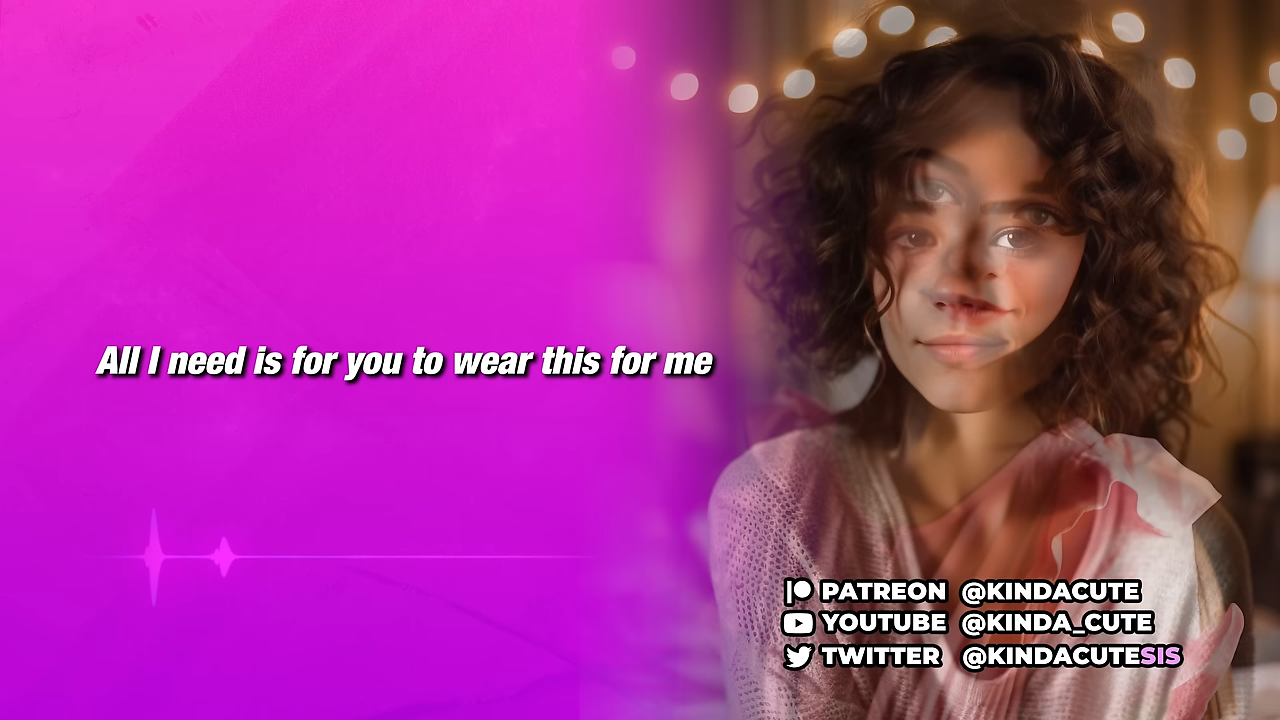 All I need is for you to wear this for me
PATREON @KINDACUTE
YOUTUBE @KINDA_CUTE
TWITTER @KINDACUTESIS